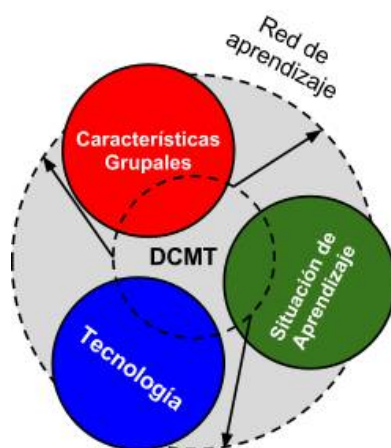 Red de
aprendizaje
Características
Grupales
DCMT
Situación de
Aprendizaje
Tecnología